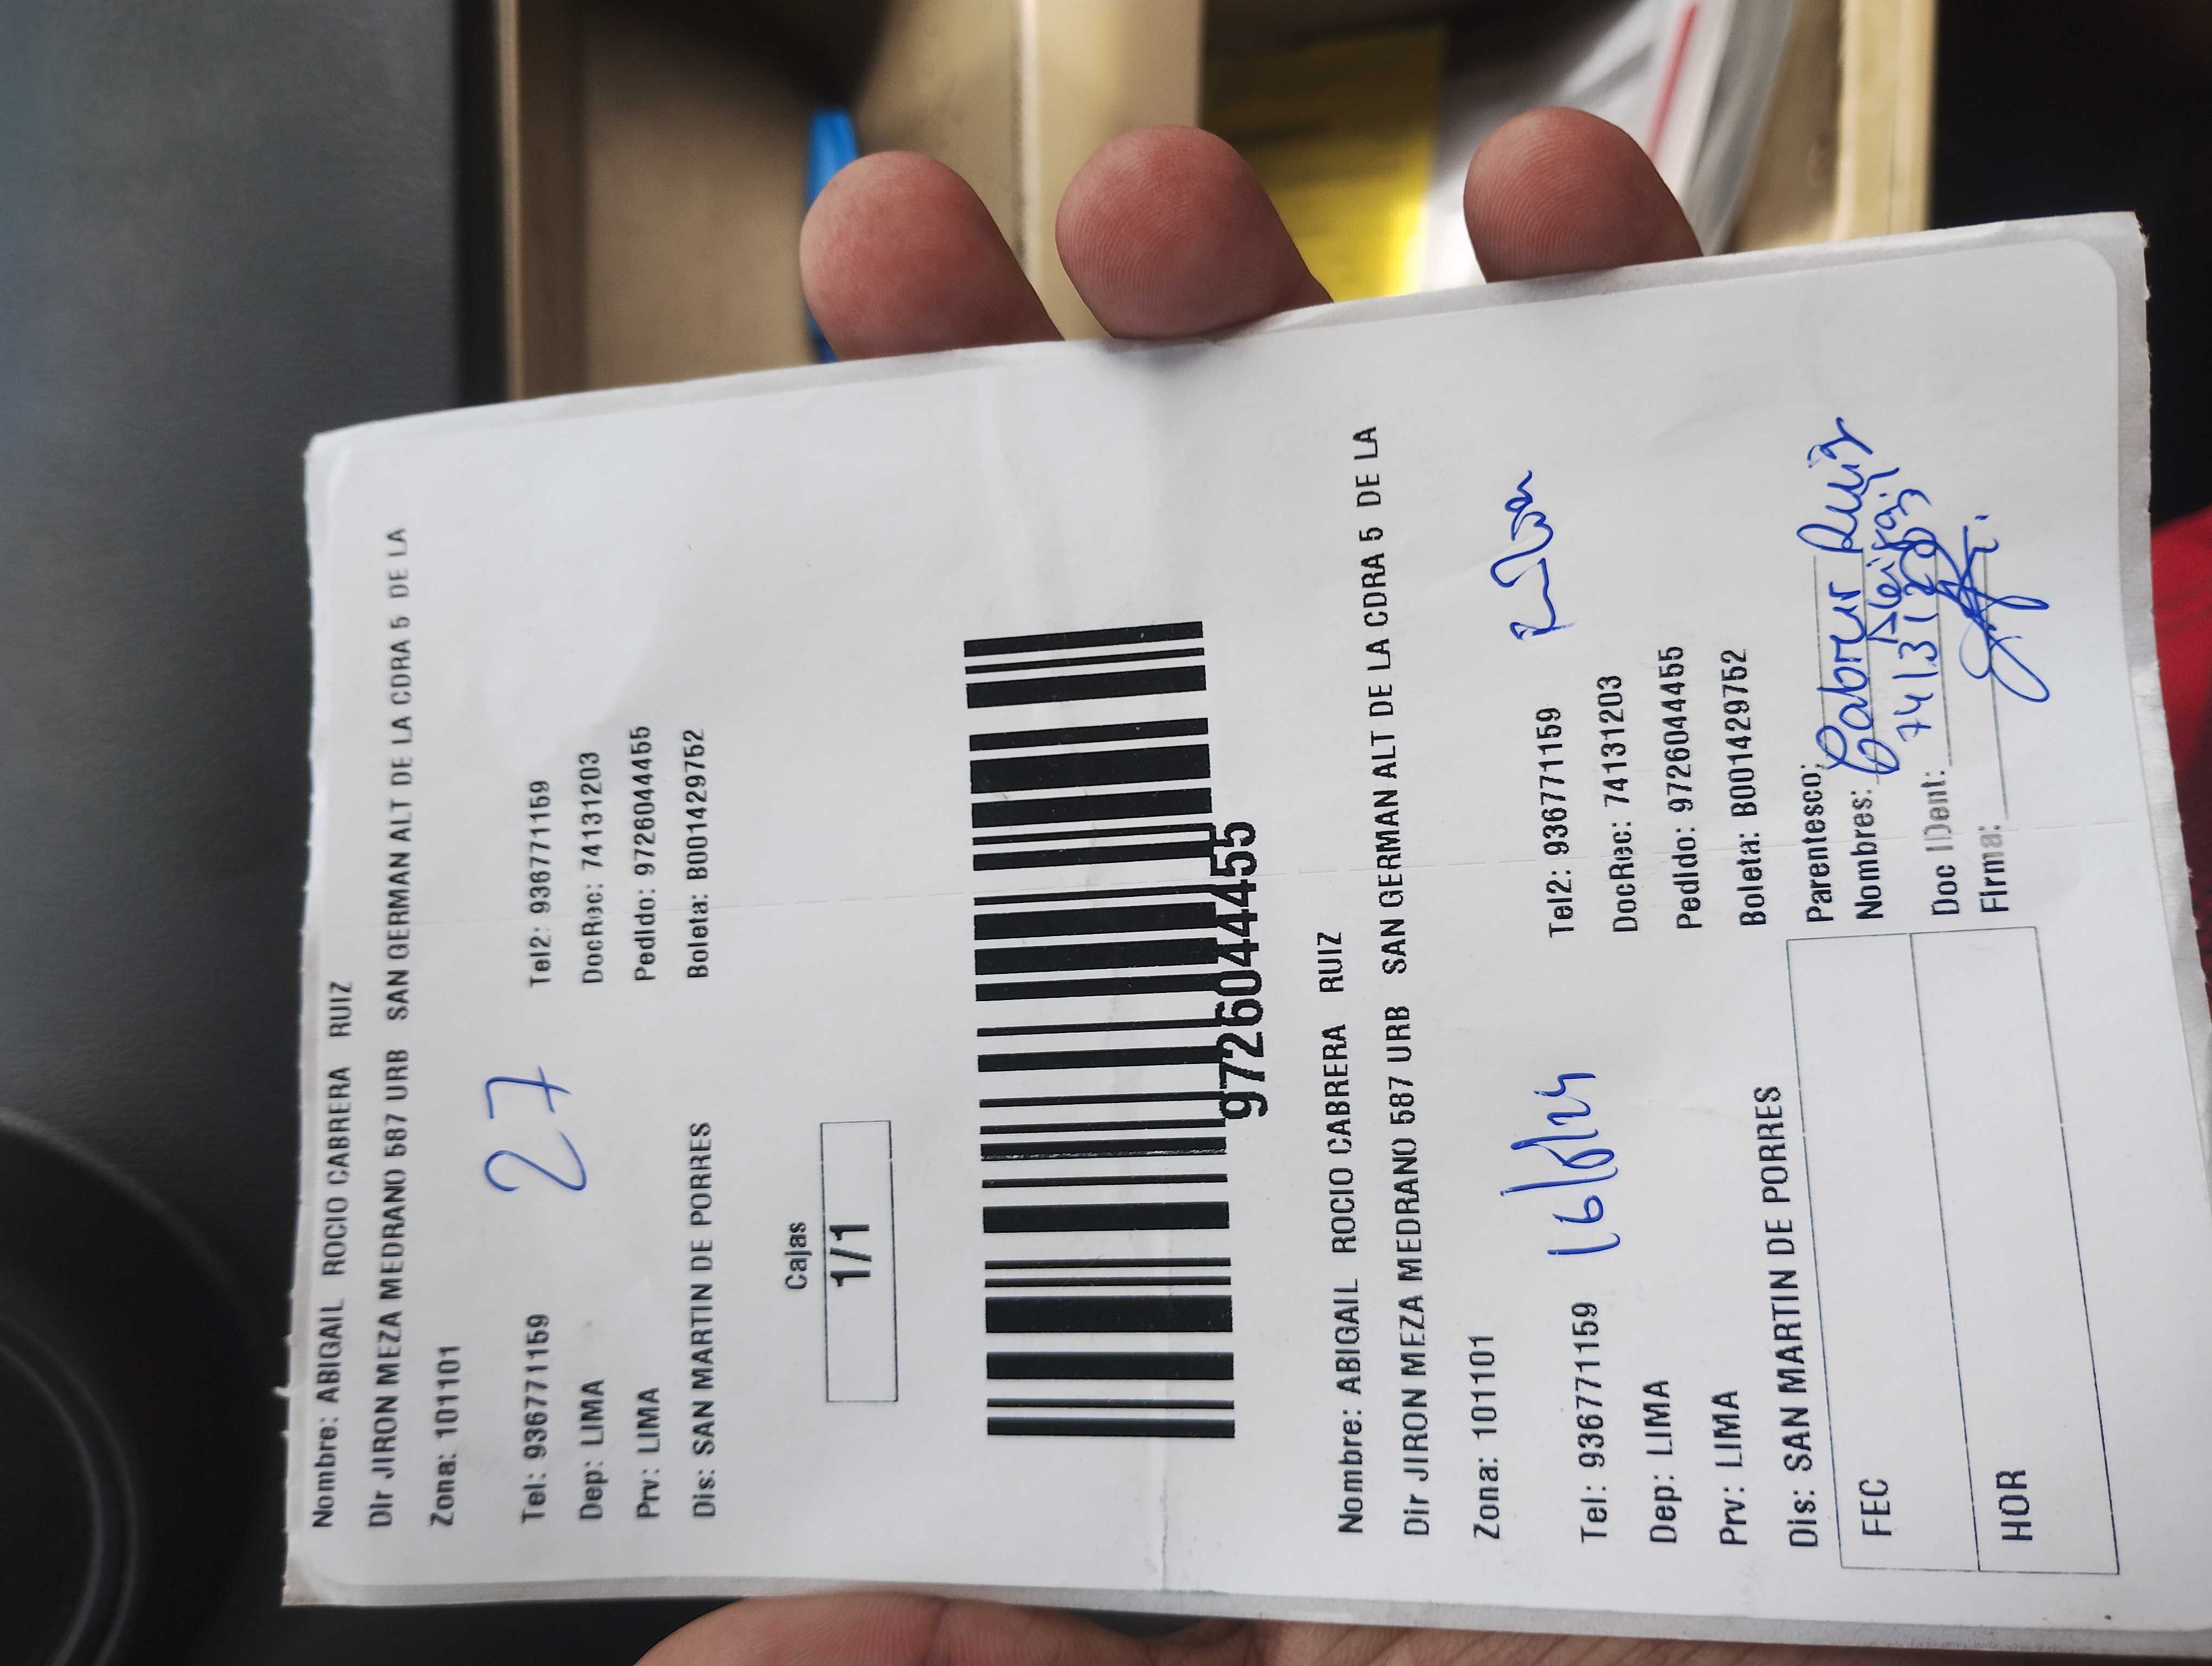 Nombre: ABIGAIL ROCIO CABRERA RUIZ
Dir JIRON MEZA MEDRANO 587 URB SAN GERMAN ALT DE LA CDRA 5 DE LA
Zona: 101101
27
Tel: 936771159 Tel2: 936771159
Dep: LIMA DocRec: 74131203
Prv: LIMA Pedido: 9726044455
Dis: SAN MARTIN DE PORRES Boleta: B001429752
Cajas
1/1
9726044455
Nombre: ABIGAIL ROCIO CABRERA RUIZ
Dir JIRON MEZA MEDRANO 587 URB SAN GERMAN ALT DE LA CDRA 5 DE LA
Zona: 101101
Tel: 936771159 Tel2: 936771159
Dep: LIMA DocRec: 74131203
Prv: LIMA Pedido: 9726044455
Dis: SAN MARTIN DE PORRES Boleta: B001429752
Parentesco:
FEC Nombres: Ruiz
Doc IDent:
HOR Firma: